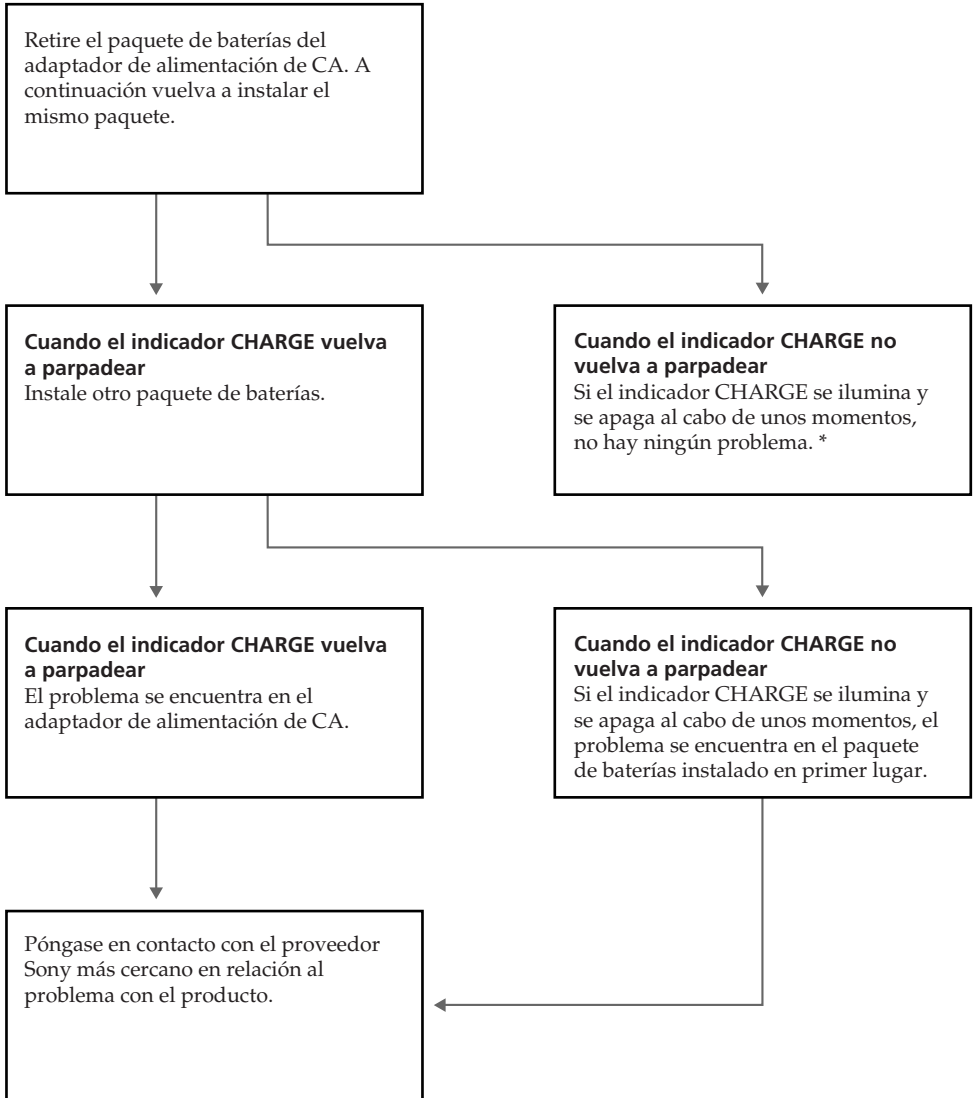 Retire el paquete de baterías del
adaptador de alimentación de CA. A
continuación vuelva a instalar el
mismo paquete.
Cuando el indicador CHARGE vuelva
a parpadear
Instale otro paquete de baterías.
Cuando el indicador CHARGE no
vuelva a parpadear
Si el indicador CHARGE se ilumina y
se apaga al cabo de unos momentos,
no hay ningún problema. *
Cuando el indicador CHARGE vuelva
a parpadear
El problema se encuentra en el
adaptador de alimentación de CA.
Cuando el indicador CHARGE no
vuelva a parpadear
Si el indicador CHARGE se ilumina y
se apaga al cabo de unos momentos, el
problema se encuentra en el paquete
de baterías instalado en primer lugar.
Póngase en contacto con el proveedor
Sony más cercano en relación al
problema con el producto.